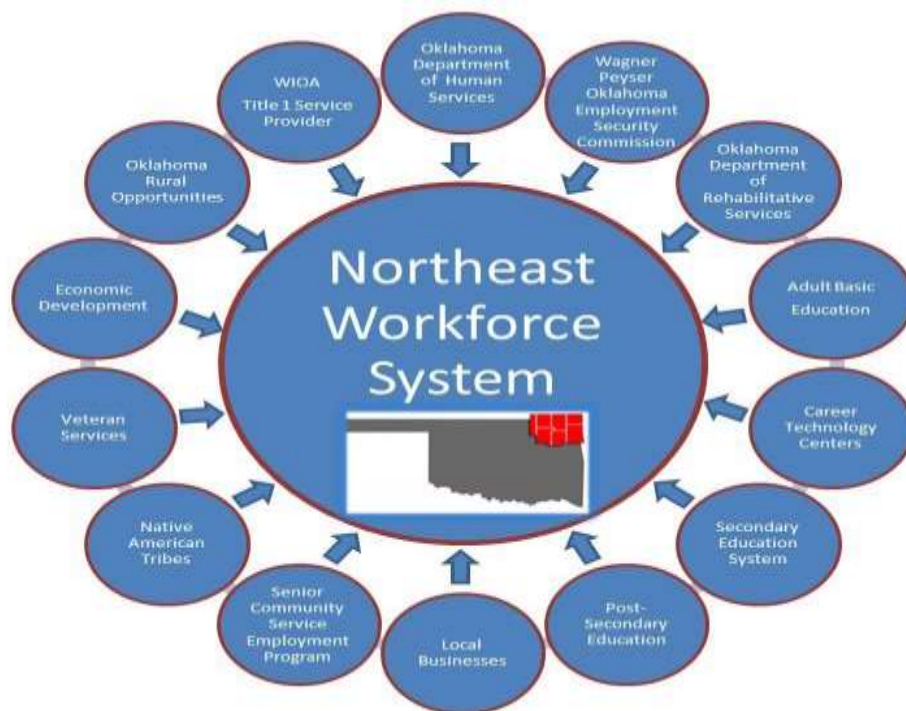 Oklahoma
Department
of Human
Services
Wagner
Peyser
Oklahoma
Employment
Security
Commission
Oklahoma
Department
of
Rehabilitative
Services
Adult Basic
Education
Career
Technology
Centers
Secondary
Education
System
Post-
Secondary
Education
Local
Businesses
Senior
Community
Service
Employment
Program
Native
American
Tribes
Veteran
Services
Economic
Development
Oklahoma
Rural
Opportunities
WIOA
Title 1 Service
Provider
Northeast
Workforce
System